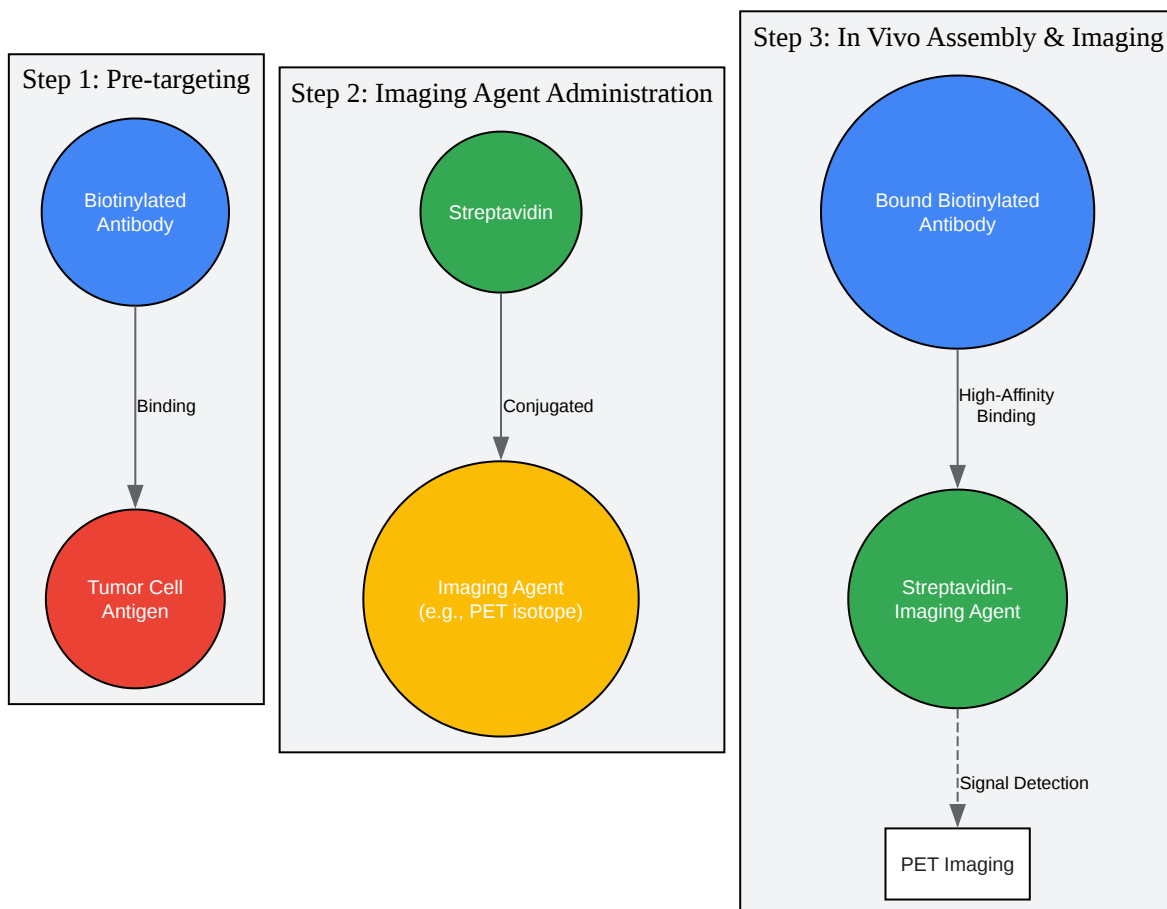 Step 1: Pre-targeting
Biotinylated
Antibody
Binding
Tumor Cell
Antigen
Step 2: Imaging Agent Administration
Streptavidin
Conjugated
Imaging Agent
(e.g., PET isotope)
Step 3: In Vivo Assembly & Imaging
Bound Biotinylated
Antibody
High-Affinity
Binding
Streptavidin-
Imaging Agent
Signal Detection
PET Imaging